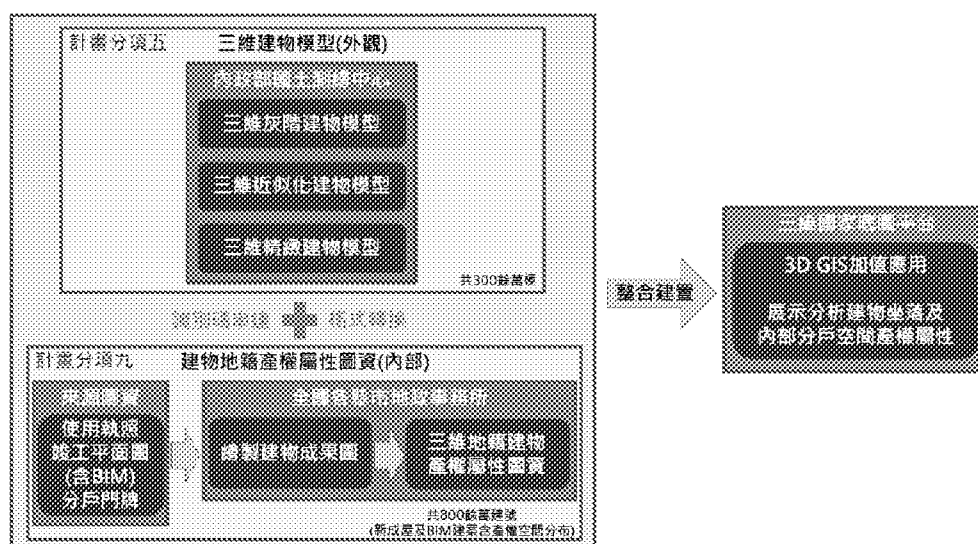 計畫分項五 三維建物模型(外觀)
內政部國土測繪中心
三維灰階建物模型
三維近似化建物模型
三維精緻建物模型
共300餘萬棟
識別碼串連 格式轉換
計畫分項九 建物地籍產權屬性圖資(內部)
來源圖資
使用執照
竣工平面圖
(含BIM)
分戶門牌
全國各縣市地政事務所
繪製建物成果圖
三維地籍建物
產權屬性圖資
共800餘萬建號
(新成屋及BIM建案含產權空間分布)
整合建置
三維國家底圖中台
3D GIS加值應用
展示分析建物坐落及
內部分戶空間產權屬性